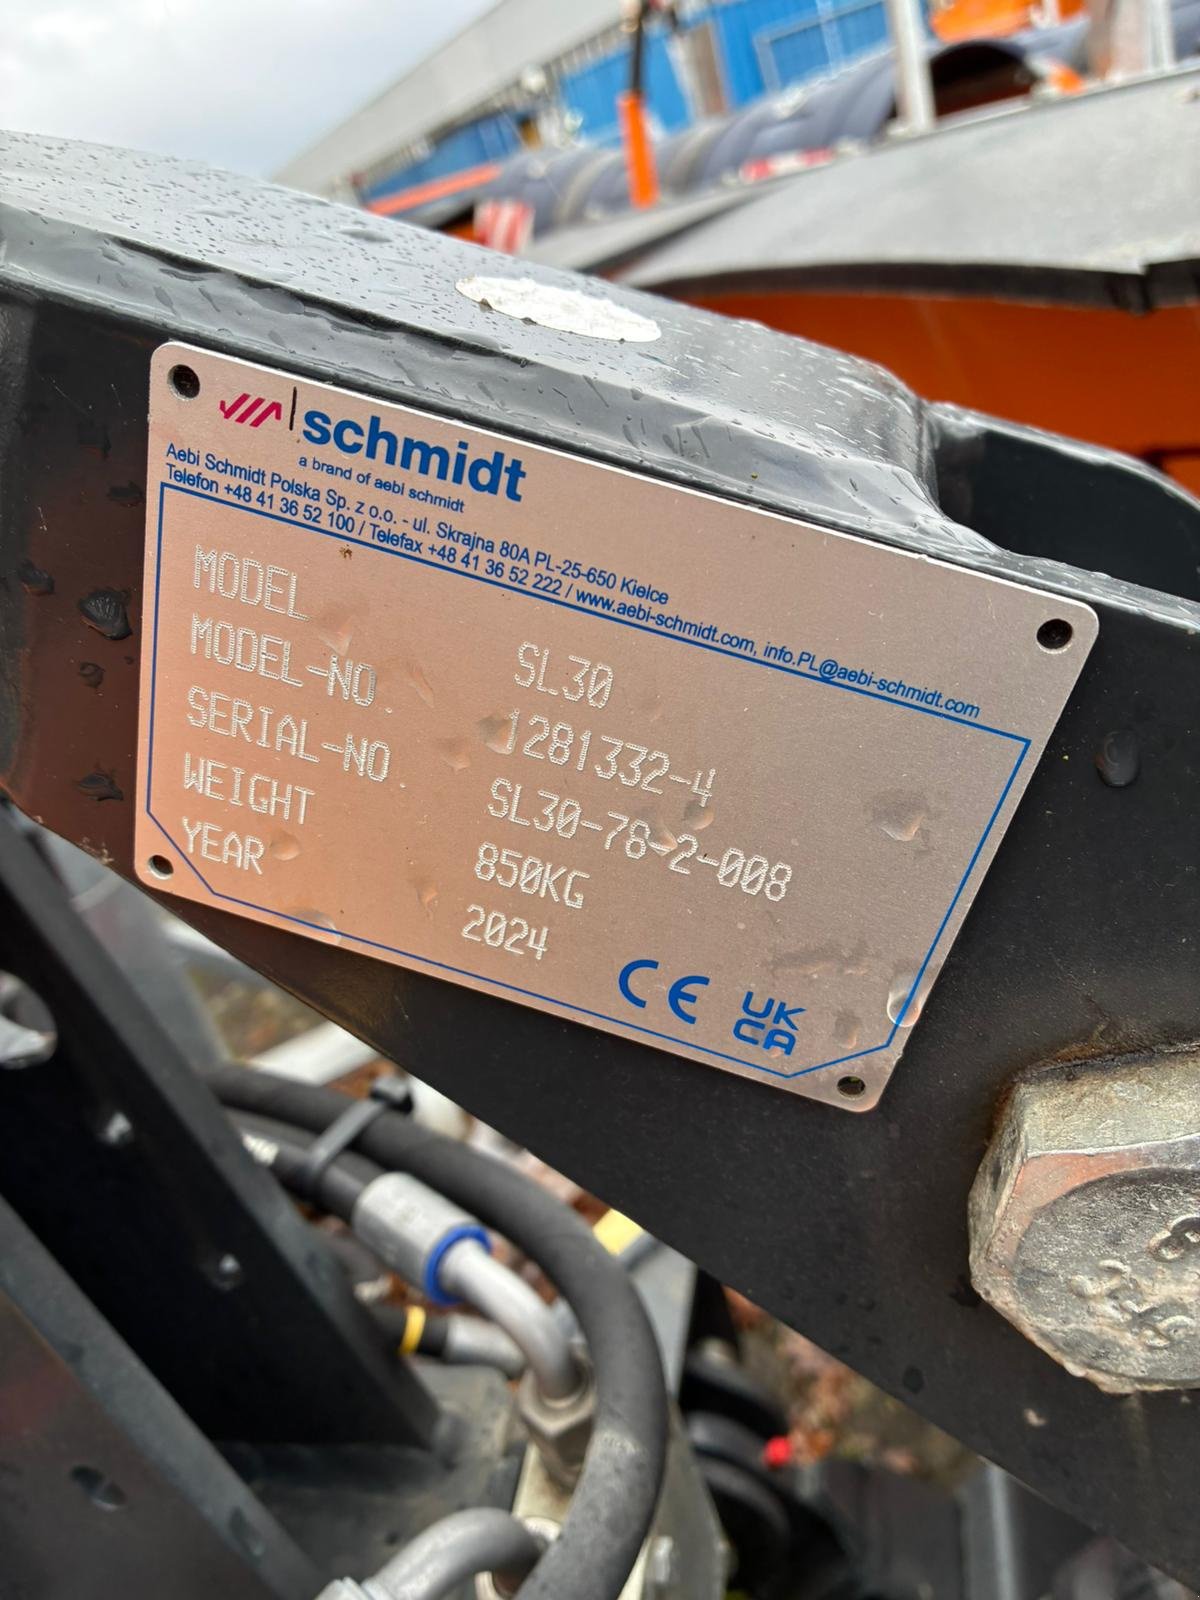 schmidt
a brand of aebi schmidt
Aebi Schmidt Polska Sp. z o.o. - ul. Skrajna 80A PL-25-650 Kielce
Telefon +48 41 36 52 100 / Telefax +48 41 36 52 222 / www.aebi-schmidt.com, info.PL@aebi-schmidt.com
MODEL SL30
MODEL-NO. 1281332-4
SERIAL-NO. SL30-78-2-008
WEIGHT 850KG
YEAR 2024
CE UK
CA